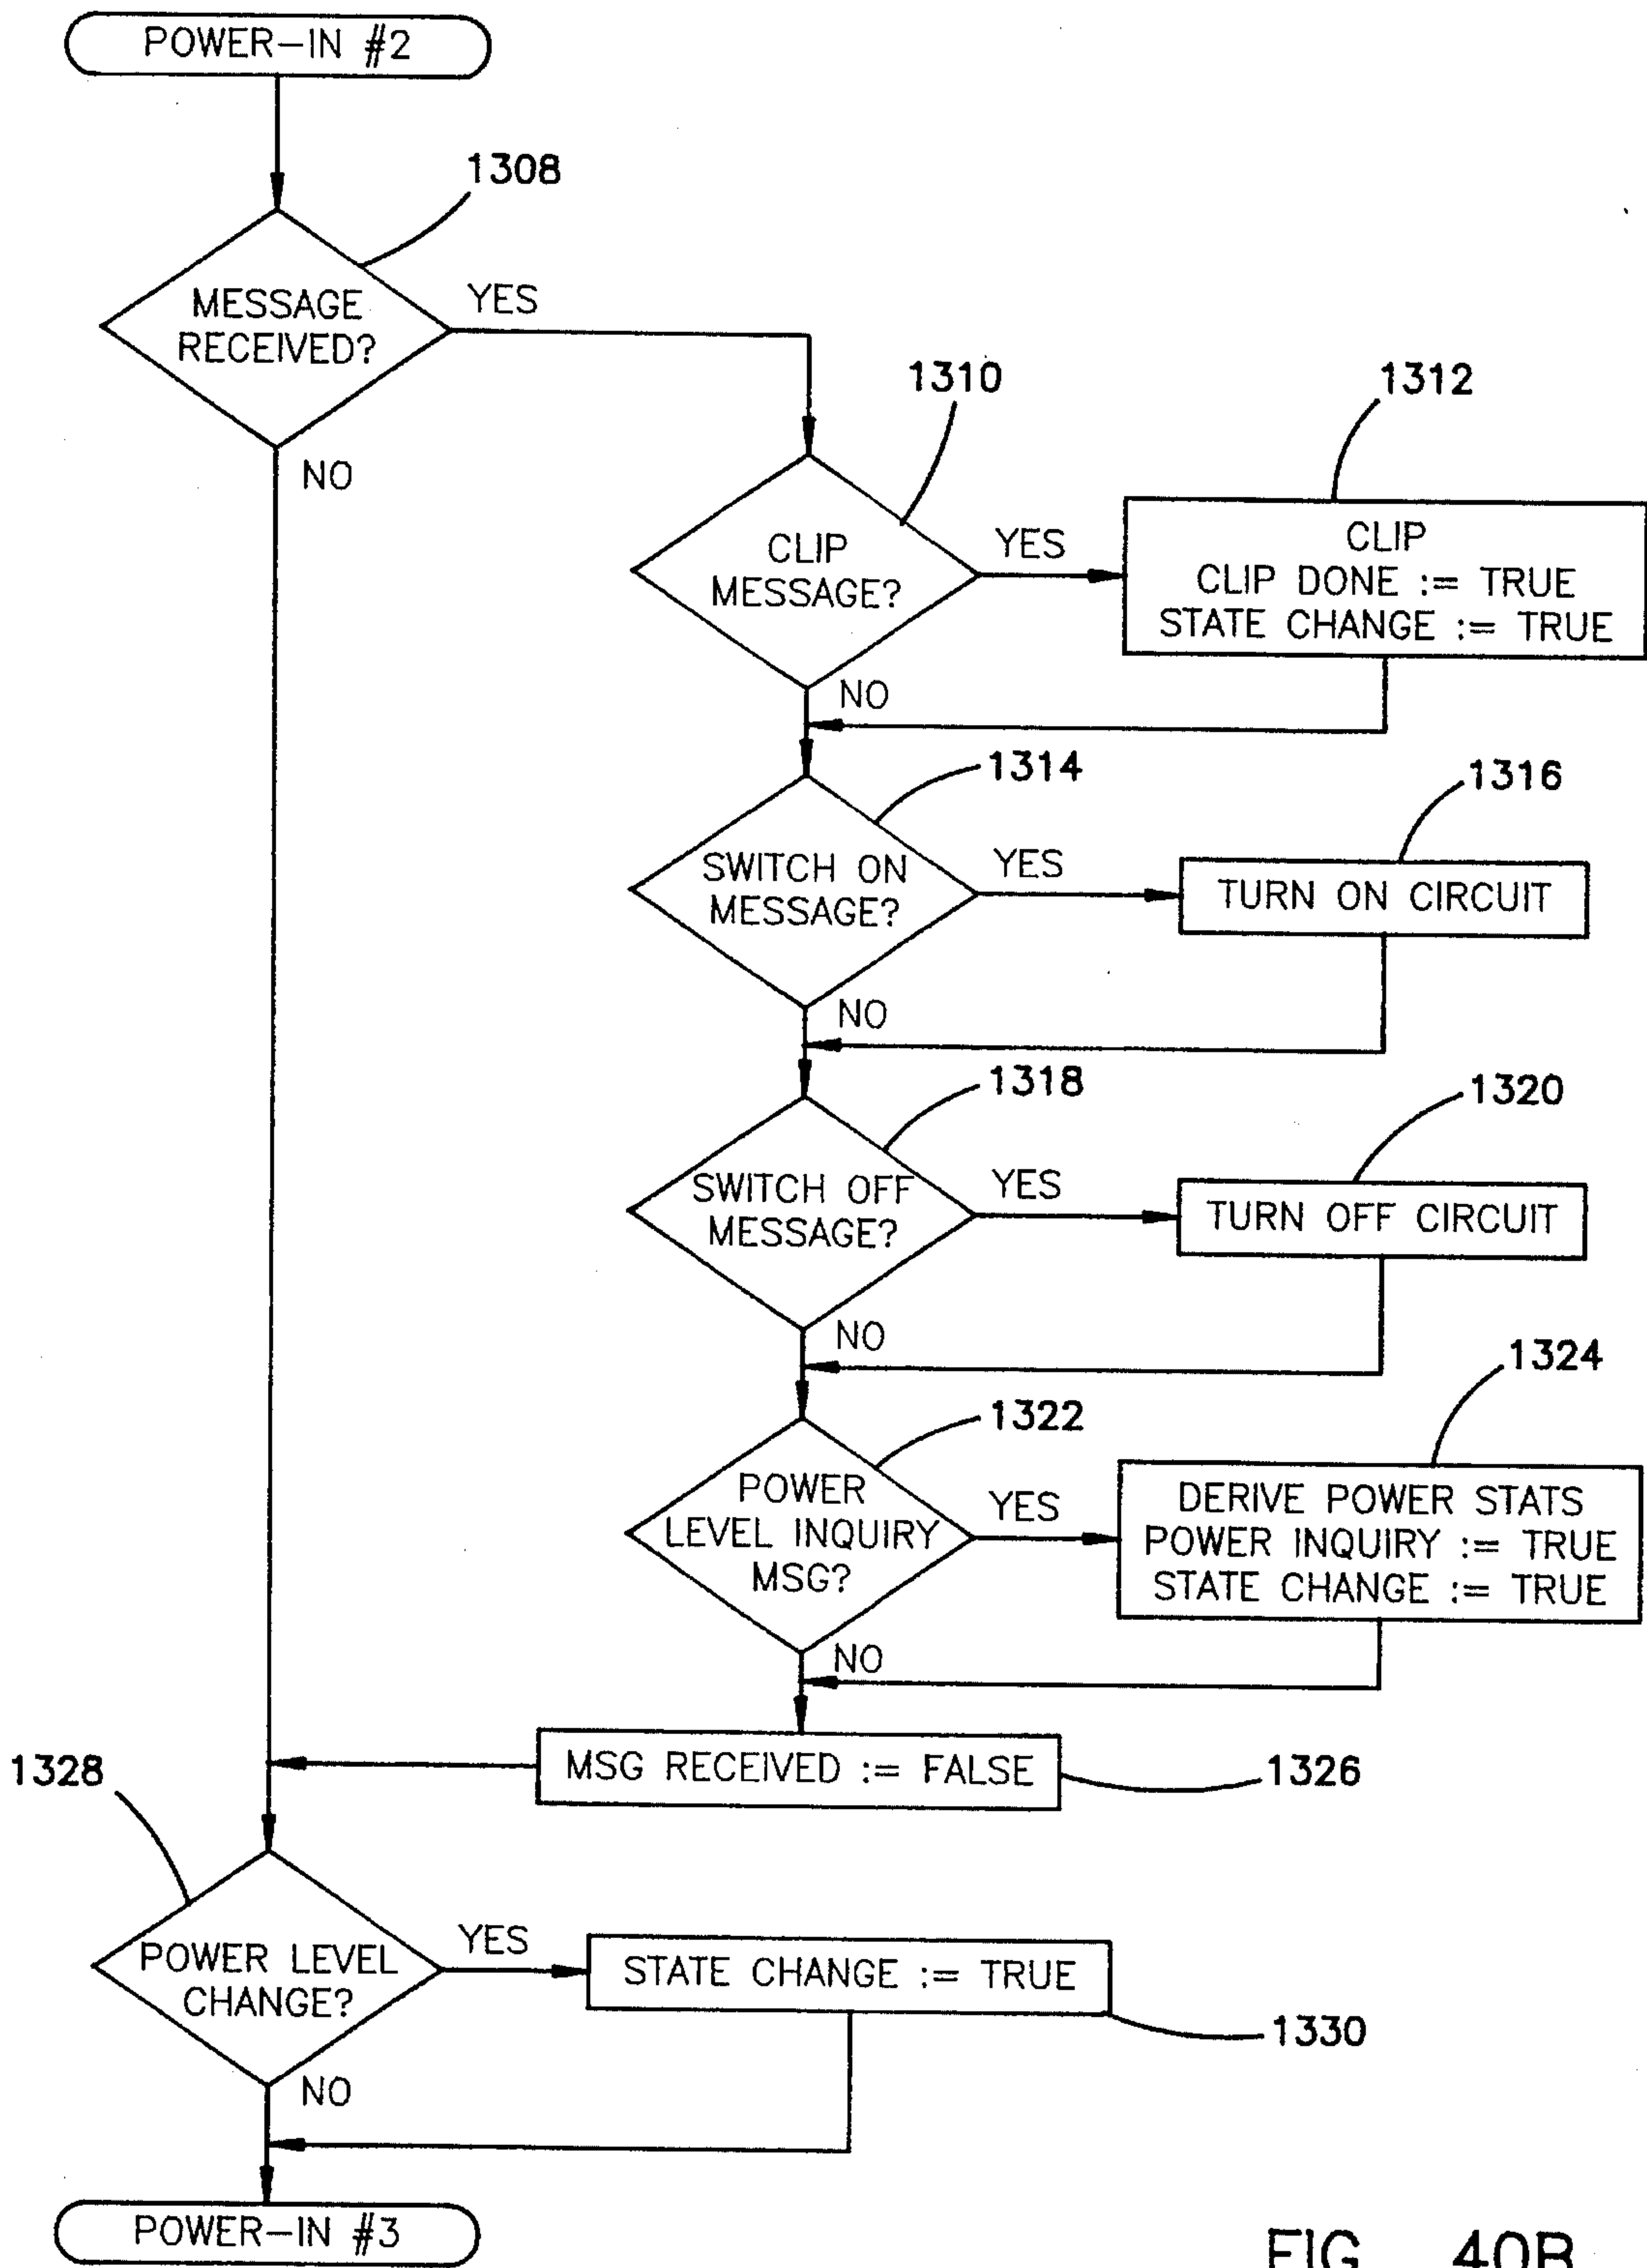 POWER-IN #2
1308
MESSAGE
RECEIVED?
YES
NO
1310
CLIP
MESSAGE?
YES
NO
1312
CLIP
CLIP DONE := TRUE
STATE CHANGE := TRUE
1314
SWITCH ON
MESSAGE?
YES
NO
1316
TURN ON CIRCUIT
1318
SWITCH OFF
MESSAGE?
YES
NO
1320
TURN OFF CIRCUIT
1322
POWER
LEVEL INQUIRY
MSG?
YES
NO
1324
DERIVE POWER STATS
POWER INQUIRY := TRUE
STATE CHANGE := TRUE
MSG RECEIVED := FALSE
1326
1328
POWER LEVEL
CHANGE?
YES
NO
STATE CHANGE := TRUE
1330
POWER-IN #3
FIG. 40B